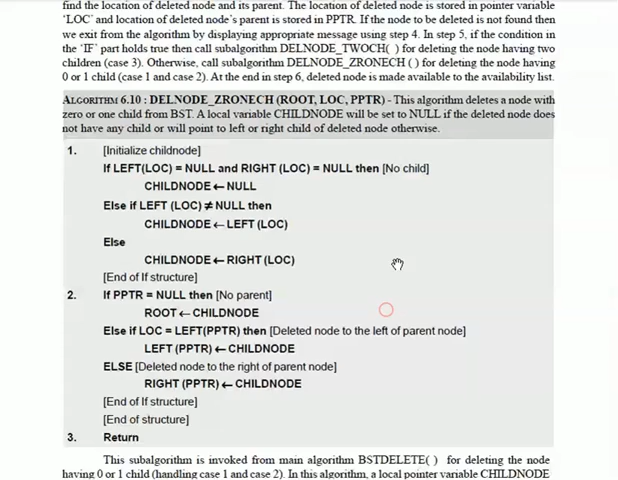 find the location of deleted node and its parent. The location of deleted node is stored in pointer variable
'LOC' and location of deleted node's parent is stored in PPTR. If the node to be deleted is not found then
we exit from the algorithm by displaying appropriate message using step 4. In step 5, if the condition in
the 'IF' part holds true then call subalgorithm DELNODE_TWOCH( ) for deleting the node having two
children (case 3). Otherwise, call subalgorithm DELNODE_ZRONECH ( ) for deleting the node having
0 or 1 child (case 1 and case 2). At the end in step 6, deleted node is made available to the availability list.
ALGORITHM 6.10 : DELNODE_ZRONECH (ROOT, LOC, PPTR) - This algorithm deletes a node with
zero or one child from BST. A local variable CHILDNODE will be set to NULL if the deleted node does
not have any child or will point to left or right child of deleted node otherwise.
1. [Initialize childnode]
If LEFT(LOC) = NULL and RIGHT (LOC) = NULL then [No child]
CHILDNODE ← NULL
Else if LEFT (LOC) ≠ NULL then
CHILDNODE ← LEFT (LOC)
Else
CHILDNODE ← RIGHT (LOC)
[End of If structure]
2. If PPTR = NULL then [No parent]
ROOT ← CHILDNODE
Else if LOC = LEFT(PPTR) then [Deleted node to the left of parent node]
LEFT (PPTR) ← CHILDNODE
ELSE [Deleted node to the right of parent node]
RIGHT (PPTR) ← CHILDNODE
[End of If structure]
[End of structure]
3. Return
This subalgorithm is invoked from main algorithm BSTDELETE( ) for deleting the node
having 0 or 1 child (handling case 1 and case 2). In this algorithm, a local pointer variable CHILDNODE